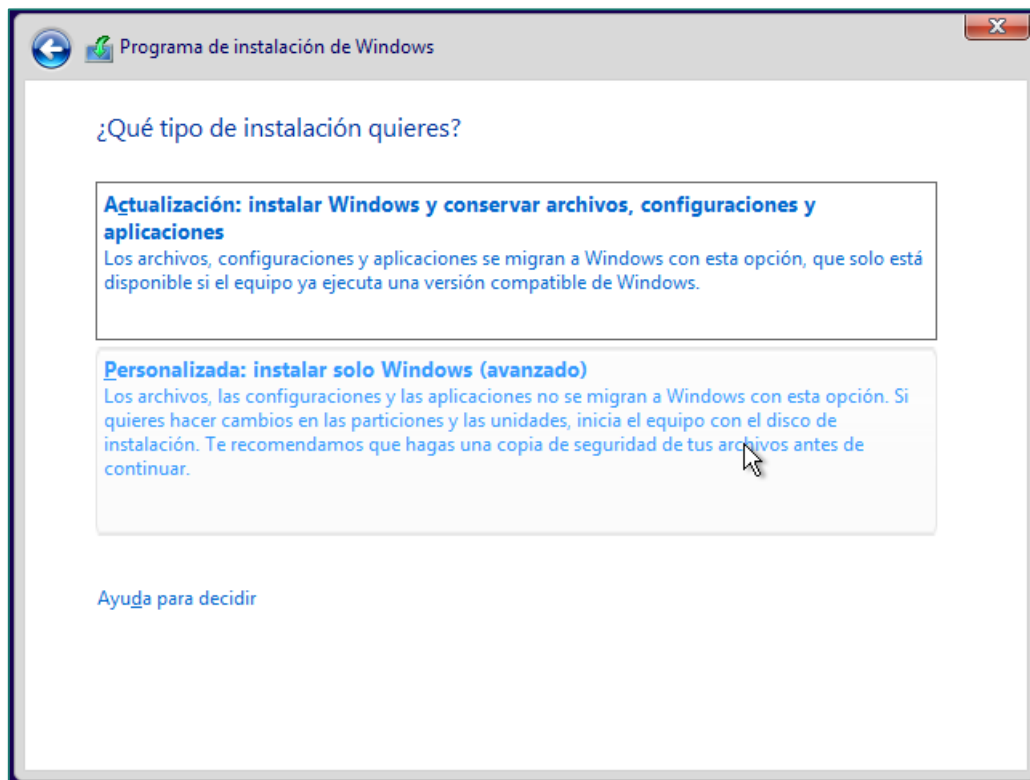 Programa de instalación de Windows
¿Qué tipo de instalación quieres?
Actualización: instalar Windows y conservar archivos, configuraciones y
aplicaciones
Los archivos, configuraciones y aplicaciones se migran a Windows con esta opción, que solo está
disponible si el equipo ya ejecuta una versión compatible de Windows.
Personalizada: instalar solo Windows (avanzado)
Los archivos, las configuraciones y las aplicaciones no se migran a Windows con esta opción. Si
quieres hacer cambios en las particiones y las unidades, inicia el equipo con el disco de
instalación. Te recomendamos que hagas una copia de seguridad de tus archivos antes de
continuar.
Ayuda para decidir